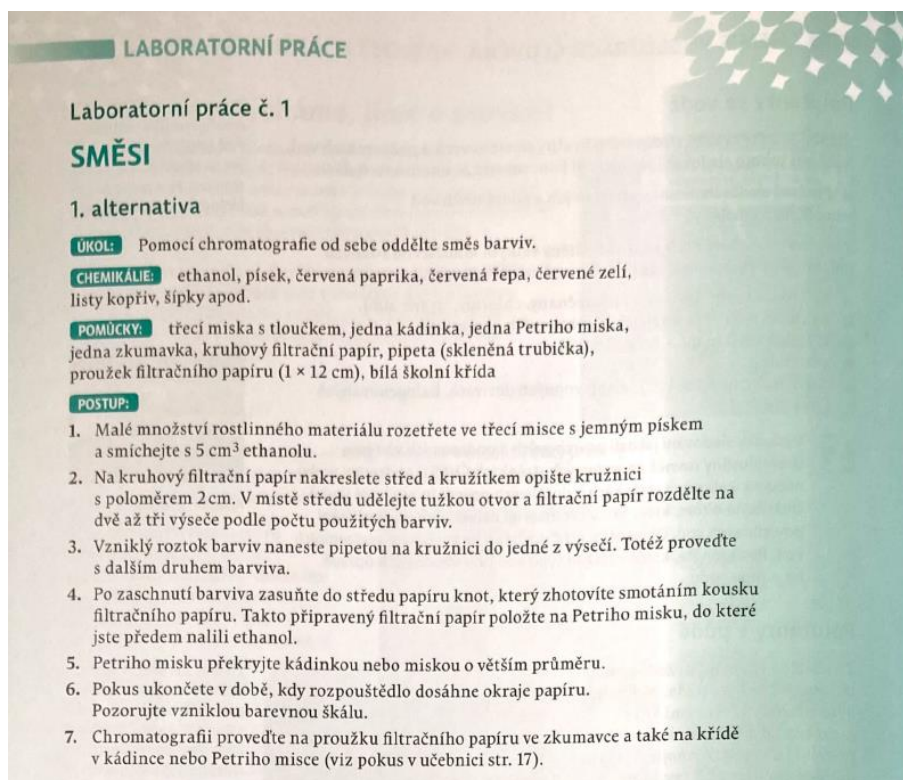 LABORATORNÍ PRÁCE
Laboratorní práce č. 1
SMĚSI
1. alternativa
ÚKOL: Pomocí chromatografie od sebe oddělte směs barviv.
CHEMIKÁLIE: ethanol, písek, červená paprika, červená řepa, červené zelí,
listy kopřiv, šípky apod.
POMŮCKY: třecí miska s tloučkem, jedna kádinka, jedna Petriho miska,
jedna zkumavka, kruhový filtrační papír, pipeta (skleněná trubička),
proužek filtračního papíru (1 × 12 cm), bílá školní křída
POSTUP:
1. Malé množství rostlinného materiálu rozetřete ve třecí misce s jemným pískem
a smíchejte s 5 cm³ ethanolu.
2. Na kruhový filtrační papír nakreslete střed a kružítkem opište kružnici
s poloměrem 2 cm. V místě středu udělejte tužkou otvor a filtrační papír rozdělte na
dvě až tři výseče podle počtu použitých barviv.
3. Vzniklý roztok barviv naneste pipetou na kružnici do jedné z výsečí. Totéž proveďte
s dalším druhem barviva.
4. Po zaschnutí barviva zasuňte do středu papíru knot, který zhotovíte smotáním kousku
filtračního papíru. Takto připravený filtrační papír položte na Petriho misku, do které
jste předem nalili ethanol.
5. Petriho misku překryjte kádinkou nebo miskou o větším průměru.
6. Pokus ukončete v době, kdy rozpouštědlo dosáhne okraje papíru.
Pozorujte vzniklou barevnou škálu.
7. Chromatografii proveďte na proužku filtračního papíru ve zkumavce a také na křídě
v kádince nebo Petriho misce (viz pokus v učebnici str. 17).